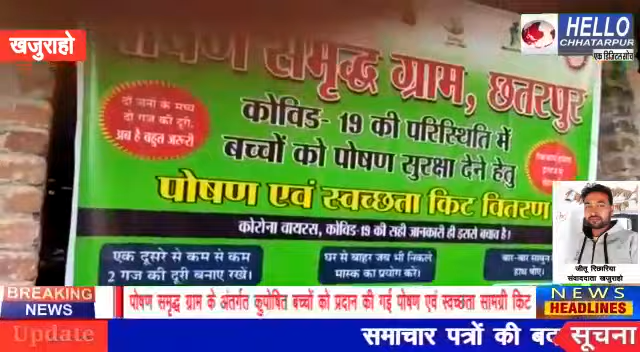 खजुराहो
HELLO
CHHATARPUR
एक डिजिटल सोच
पोषण समृद्ध ग्राम, छतरपुर
दो जनों के मध्य
दो गज की दूरी,
अब है बहुत जरूरी
कोविड- 19 की परिस्थिति में
बच्चों को पोषण सुरक्षा देने हेतु
पोषण एवं स्वच्छता किट वितरण
कोरोना वायरस, कोविड-19 की सही जानकारी ही इससे बचाव है।
एक दूसरे से कम से कम
2 गज की दूरी बनाए रखें।
घर से बाहर जब भी निकले
मास्क का प्रयोग करें।
बार-बार साबुन
हाथ धोए।
जीतू रिछारिया
संवाददाता खजुराहो
BREAKING
NEWS
पोषण समृद्ध ग्राम के अंतर्गत कुपोषित बच्चों को प्रदान की गई पोषण एवं स्वच्छता सामग्री किट
NEWS
HEADLINES
Update
समाचार पत्रों की बद
सूचना